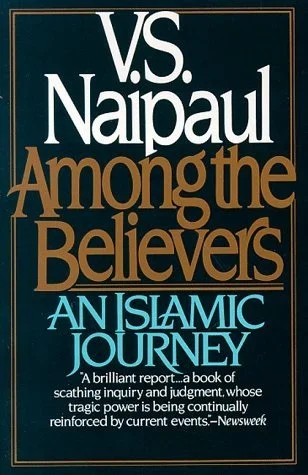 V.S.
Naipaul
Among the
Believers
AN ISLAMIC
JOURNEY
"A brilliant report...a book of
scathing inquiry and judgment, whose
tragic power is being continually
reinforced by current events."–Newsweek